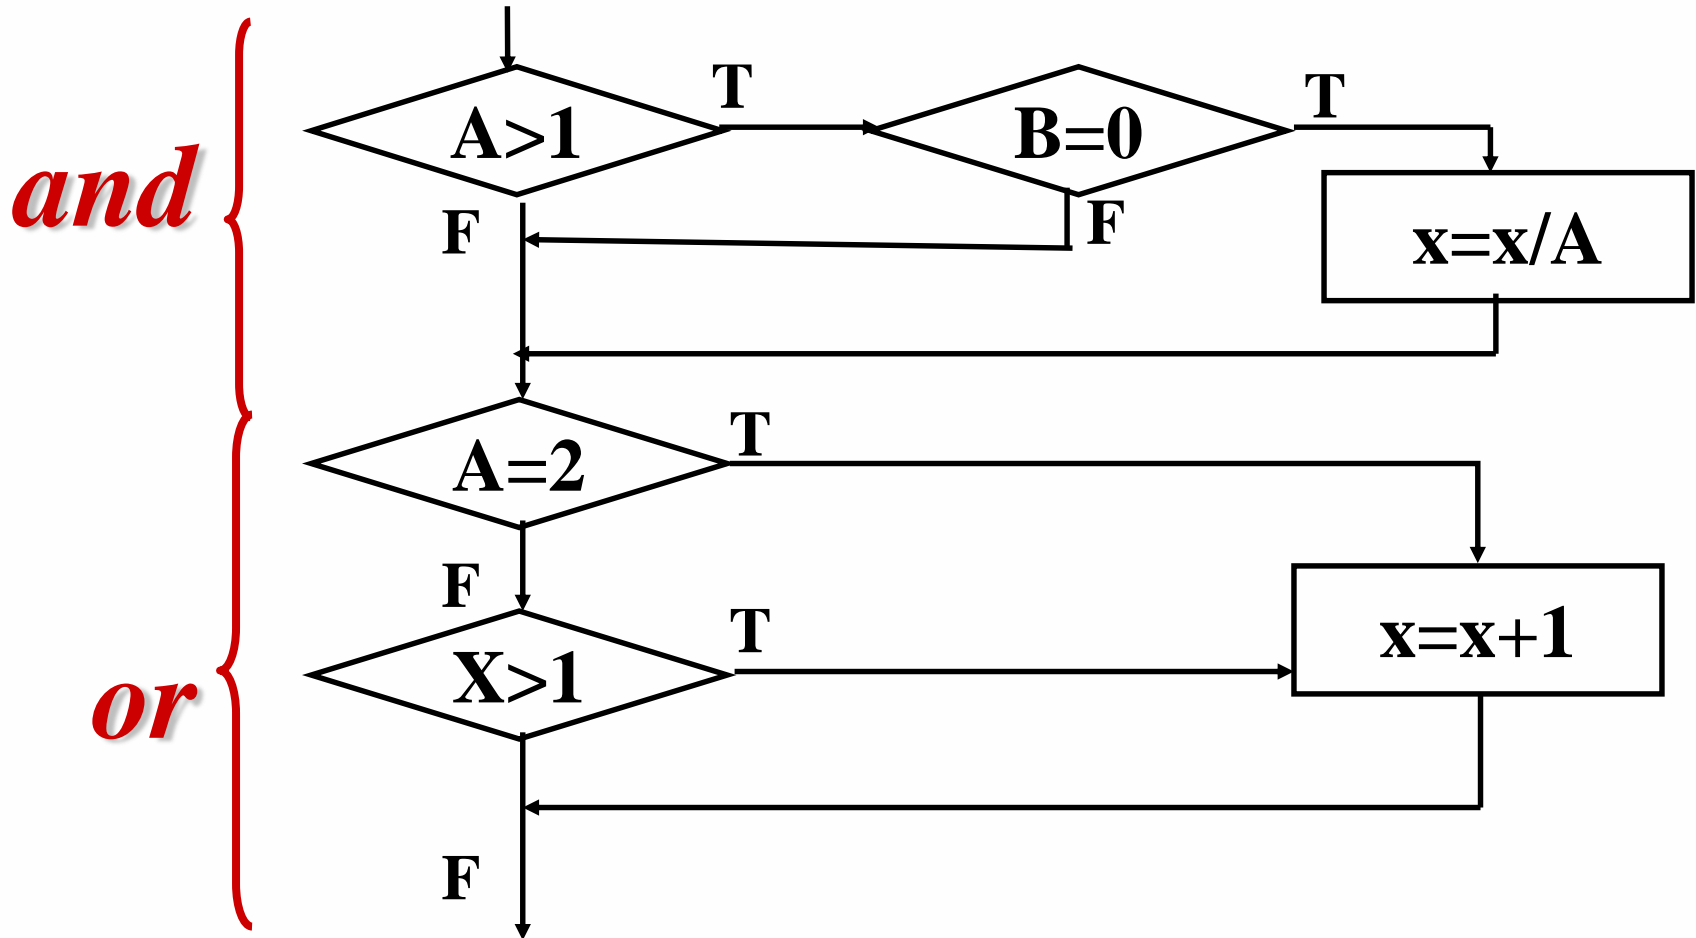 T
T
A>1
B=0
and
F
F
x=x/A
T
A=2
F
T
x=x+1
X>1
or
F